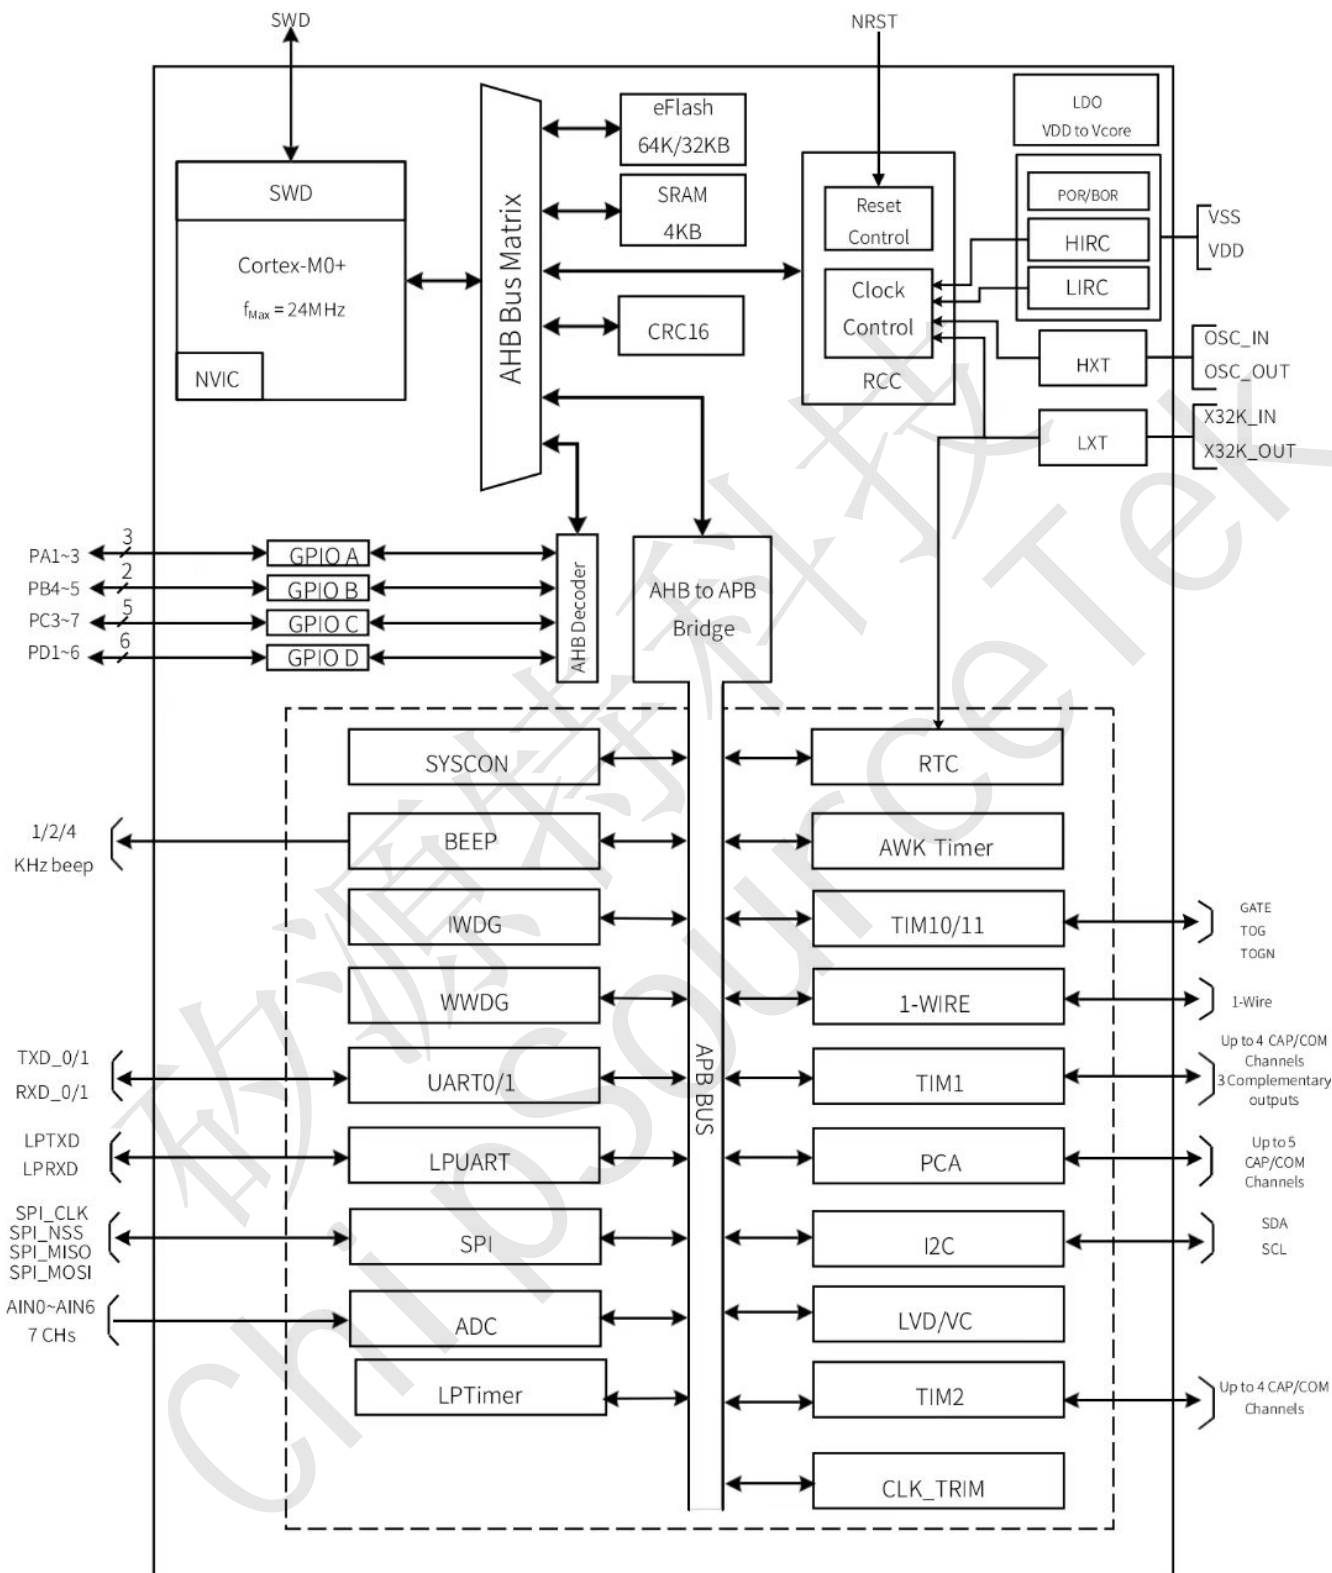 SWD
NRST
SWD
Cortex-M0+
fMax = 24MHz
NVIC
AHB Bus Matrix
eFlash
64K/32KB
SRAM
4KB
CRC16
Reset
Control
Clock
Control
RCC
LDO
VDD to Vcore
POR/BOR
HIRC
LIRC
HXT
LXT
VSS
VDD
OSC_IN
OSC_OUT
X32K_IN
X32K_OUT
PA1~3
3
GPIO A
PB4~5
2
GPIO B
PC3~7
5
GPIO C
PD1~6
6
GPIO D
AHB Decoder
AHB to APB
Bridge
APB BUS
SYSCON
1/2/4
KHz beep
BEEP
IWDG
WWDG
TXD_0/1
RXD_0/1
UART0/1
LPTXD
LPRXD
LPUART
SPI_CLK
SPI_NSS
SPI_MISO
SPI_MOSI
SPI
AIN0~AIN6
7 CHs
ADC
LPTimer
RTC
AWK Timer
TIM10/11
GATE
TOG
TOGN
1-WIRE
1-Wire
TIM1
Up to 4 CAP/COM
Channels
3 Complementary
outputs
PCA
Up to 5
CAP/COM
Channels
I2C
SDA
SCL
LVD/VC
TIM2
Up to 4 CAP/COM
Channels
CLK_TRIM
矽源特科技
ChipSourceTek